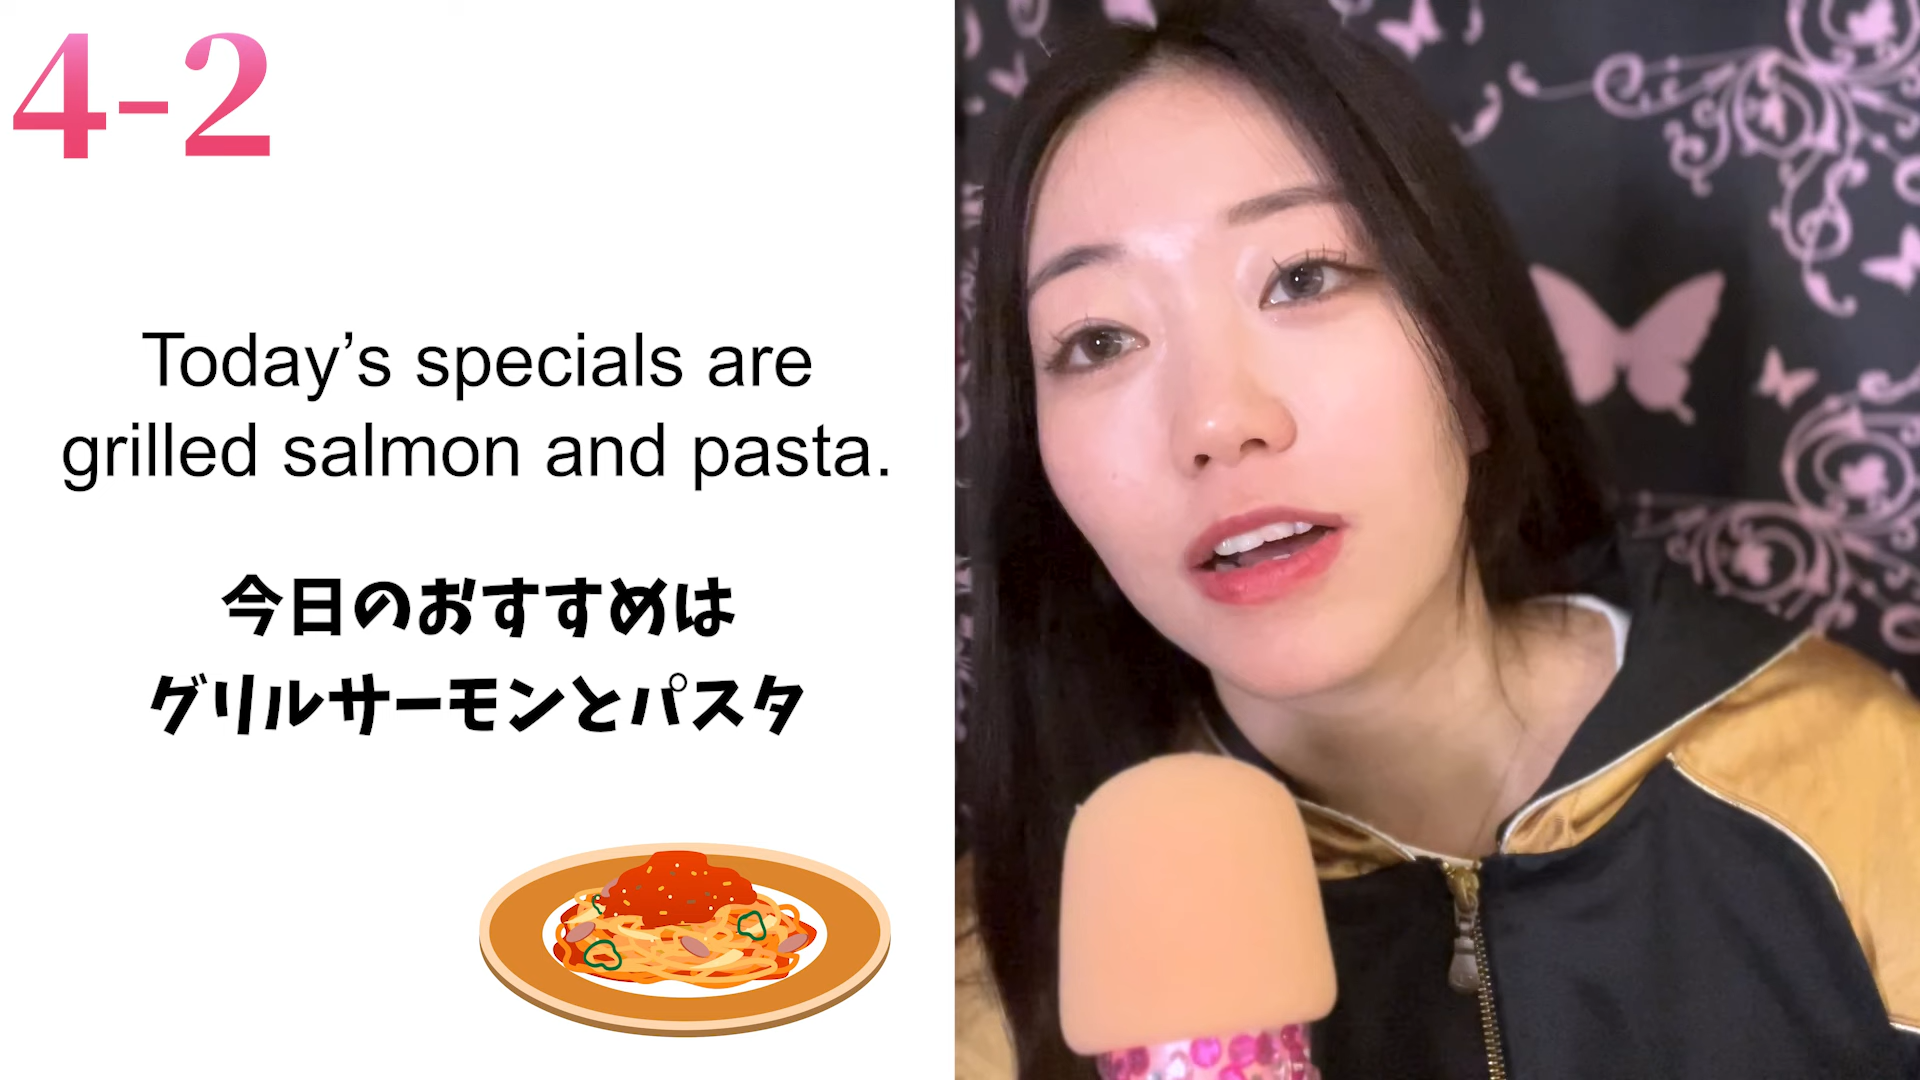 4-2
Today’s specials are
grilled salmon and pasta.
今日のおすすめは
グリルサーモンとパスタ